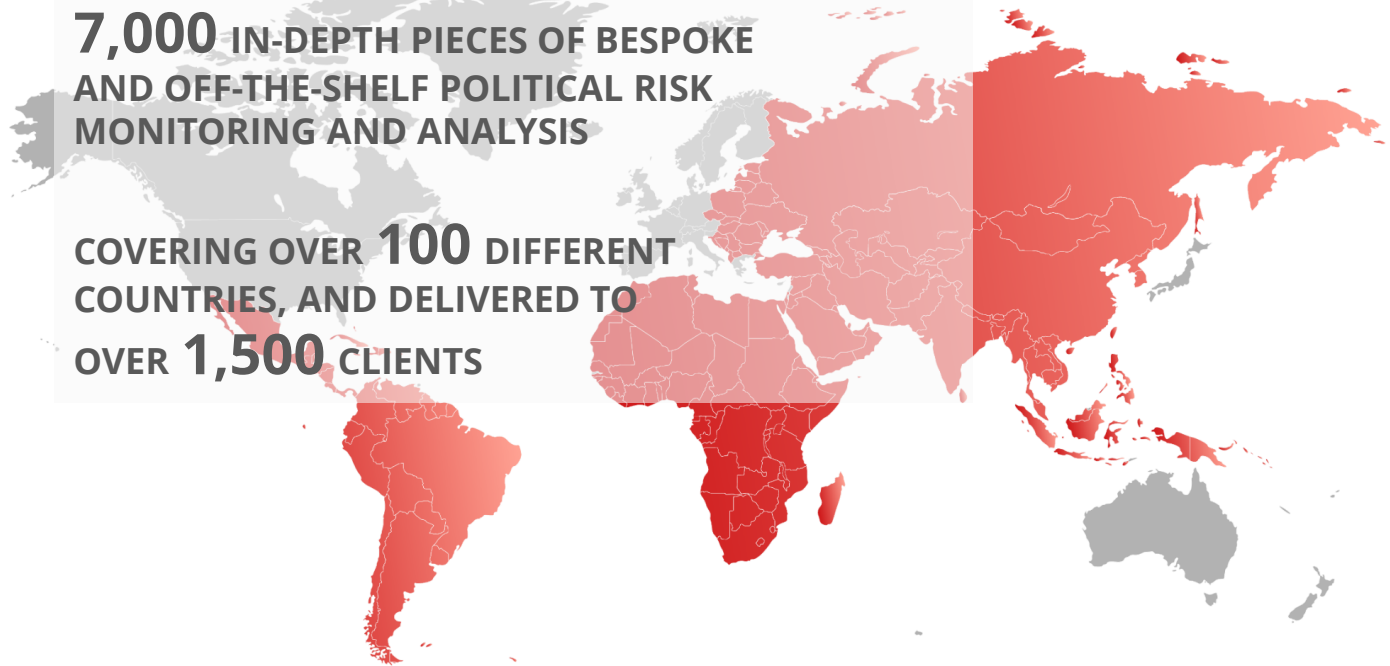 7,000 IN-DEPTH PIECES OF BESPOKE
AND OFF-THE-SHELF POLITICAL RISK
MONITORING AND ANALYSIS
COVERING OVER 100 DIFFERENT
COUNTRIES, AND DELIVERED TO
OVER 1,500 CLIENTS